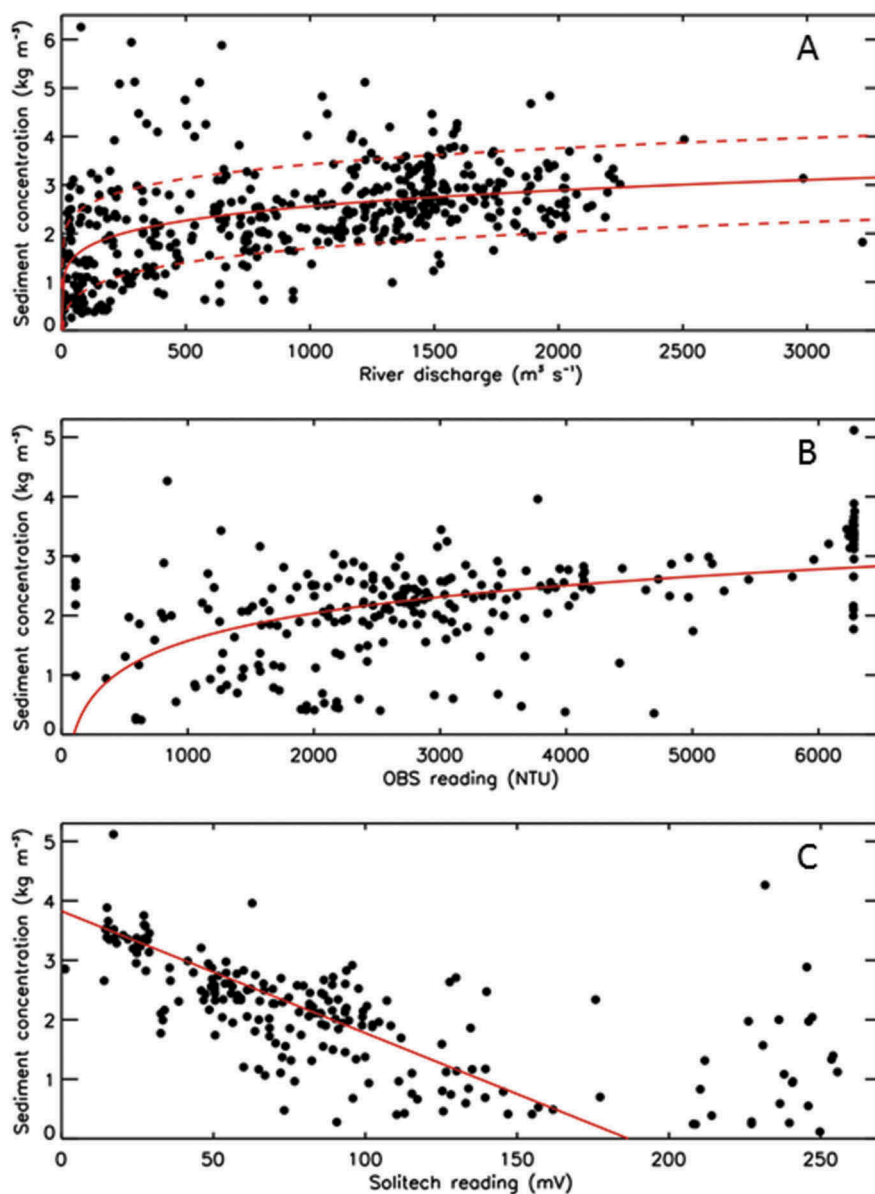 A
Sediment concentration (kg m⁻³)
6
5
4
3
2
1
0
0 500 1000 1500 2000 2500 3000
River discharge (m³ s⁻¹)
B
Sediment concentration (kg m⁻³)
5
4
3
2
1
0
0 1000 2000 3000 4000 5000 6000
OBS reading (NTU)
C
Sediment concentration (kg m⁻³)
5
4
3
2
1
0
0 50 100 150 200 250
Solitech reading (mV)